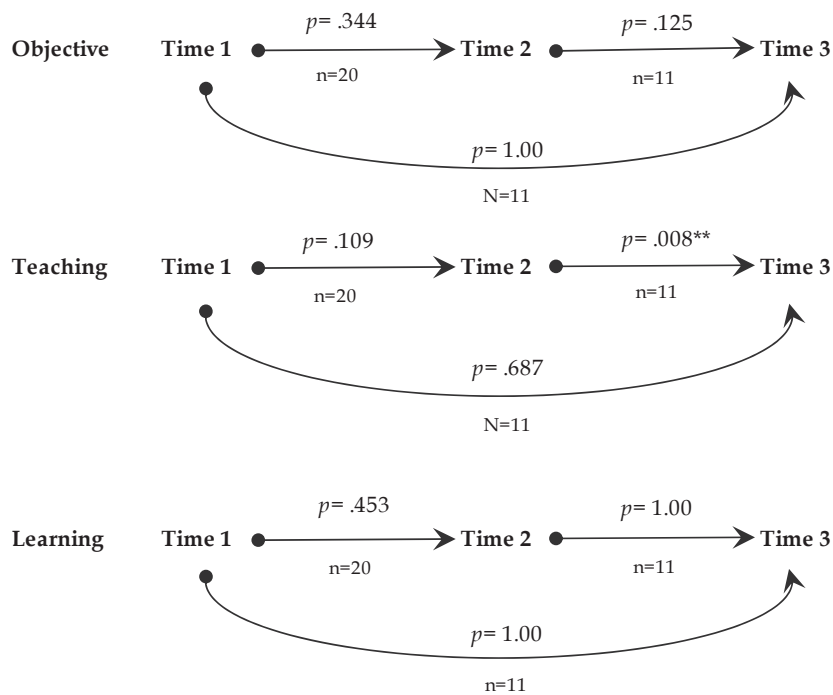 p= .344 p= .125
Objective Time 1 Time 2 Time 3
n=20 n=11
p= 1.00
N=11
p= .109 p= .008**
Teaching Time 1 Time 2 Time 3
n=20 n=11
p= .687
N=11
p= .453 p= 1.00
Learning Time 1 Time 2 Time 3
n=20 n=11
p= 1.00
n=11